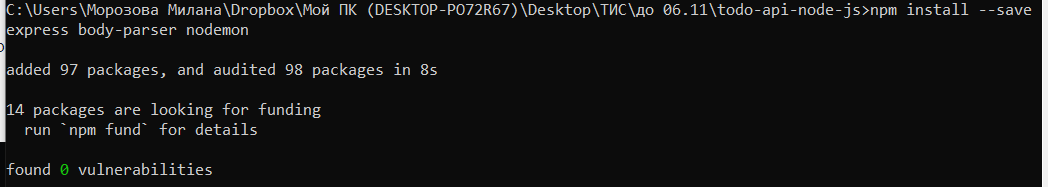 C:\Users\Морозова Милана\Dropbox\Мой ПК (DESKTOP-PO72R67)\Desktop\ТИС\до 06.11\todo-api-node-js>npm install --save
express body-parser nodemon
added 97 packages, and audited 98 packages in 8s
14 packages are looking for funding
  run `npm fund` for details
found 0 vulnerabilities